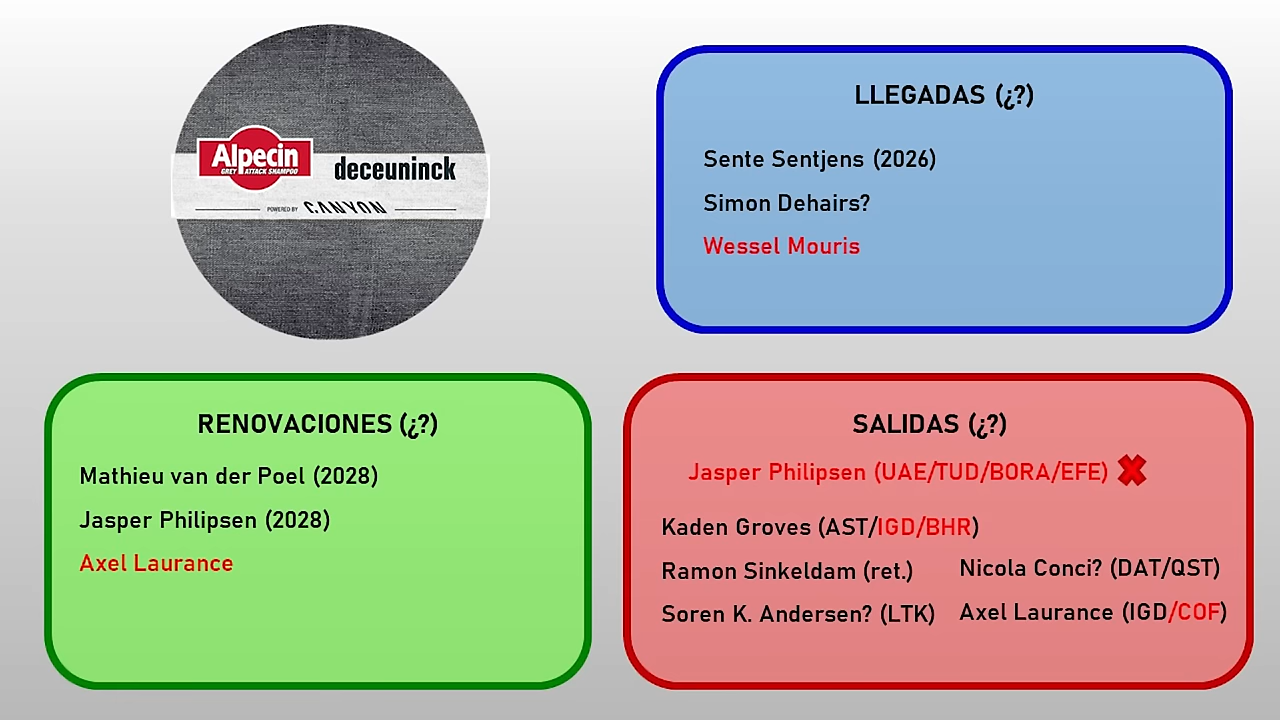 Alpecin
GREY ATTACK SHAMPOO
deceuninck
POWERED BY CANYON
LLEGADAS (¿?)
Sente Sentjens (2026)
Simon Dehairs?
Wessel Mouris
RENOVACIONES (¿?)
Mathieu van der Poel (2028)
Jasper Philipsen (2028)
Axel Laurance
SALIDAS (¿?)
Jasper Philipsen (UAE/TUD/BORA/EFE)
Kaden Groves (AST/IGD/BHR)
Ramon Sinkeldam (ret.)
Nicola Conci? (DAT/QST)
Soren K. Andersen? (LTK)
Axel Laurance (IGD/COF)